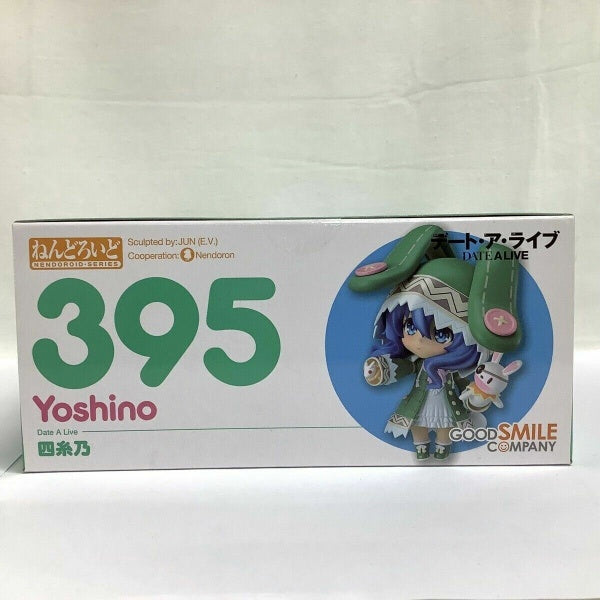 ねんどろいど
NENDOROID-SERIES
Sculpted by:JUN (E.V.)
Cooperation: Nendoron
395
Yoshino
Date A Live
四糸乃
デート・ア・ライブ
DATE A LIVE
GOOD SMILE
COMPANY